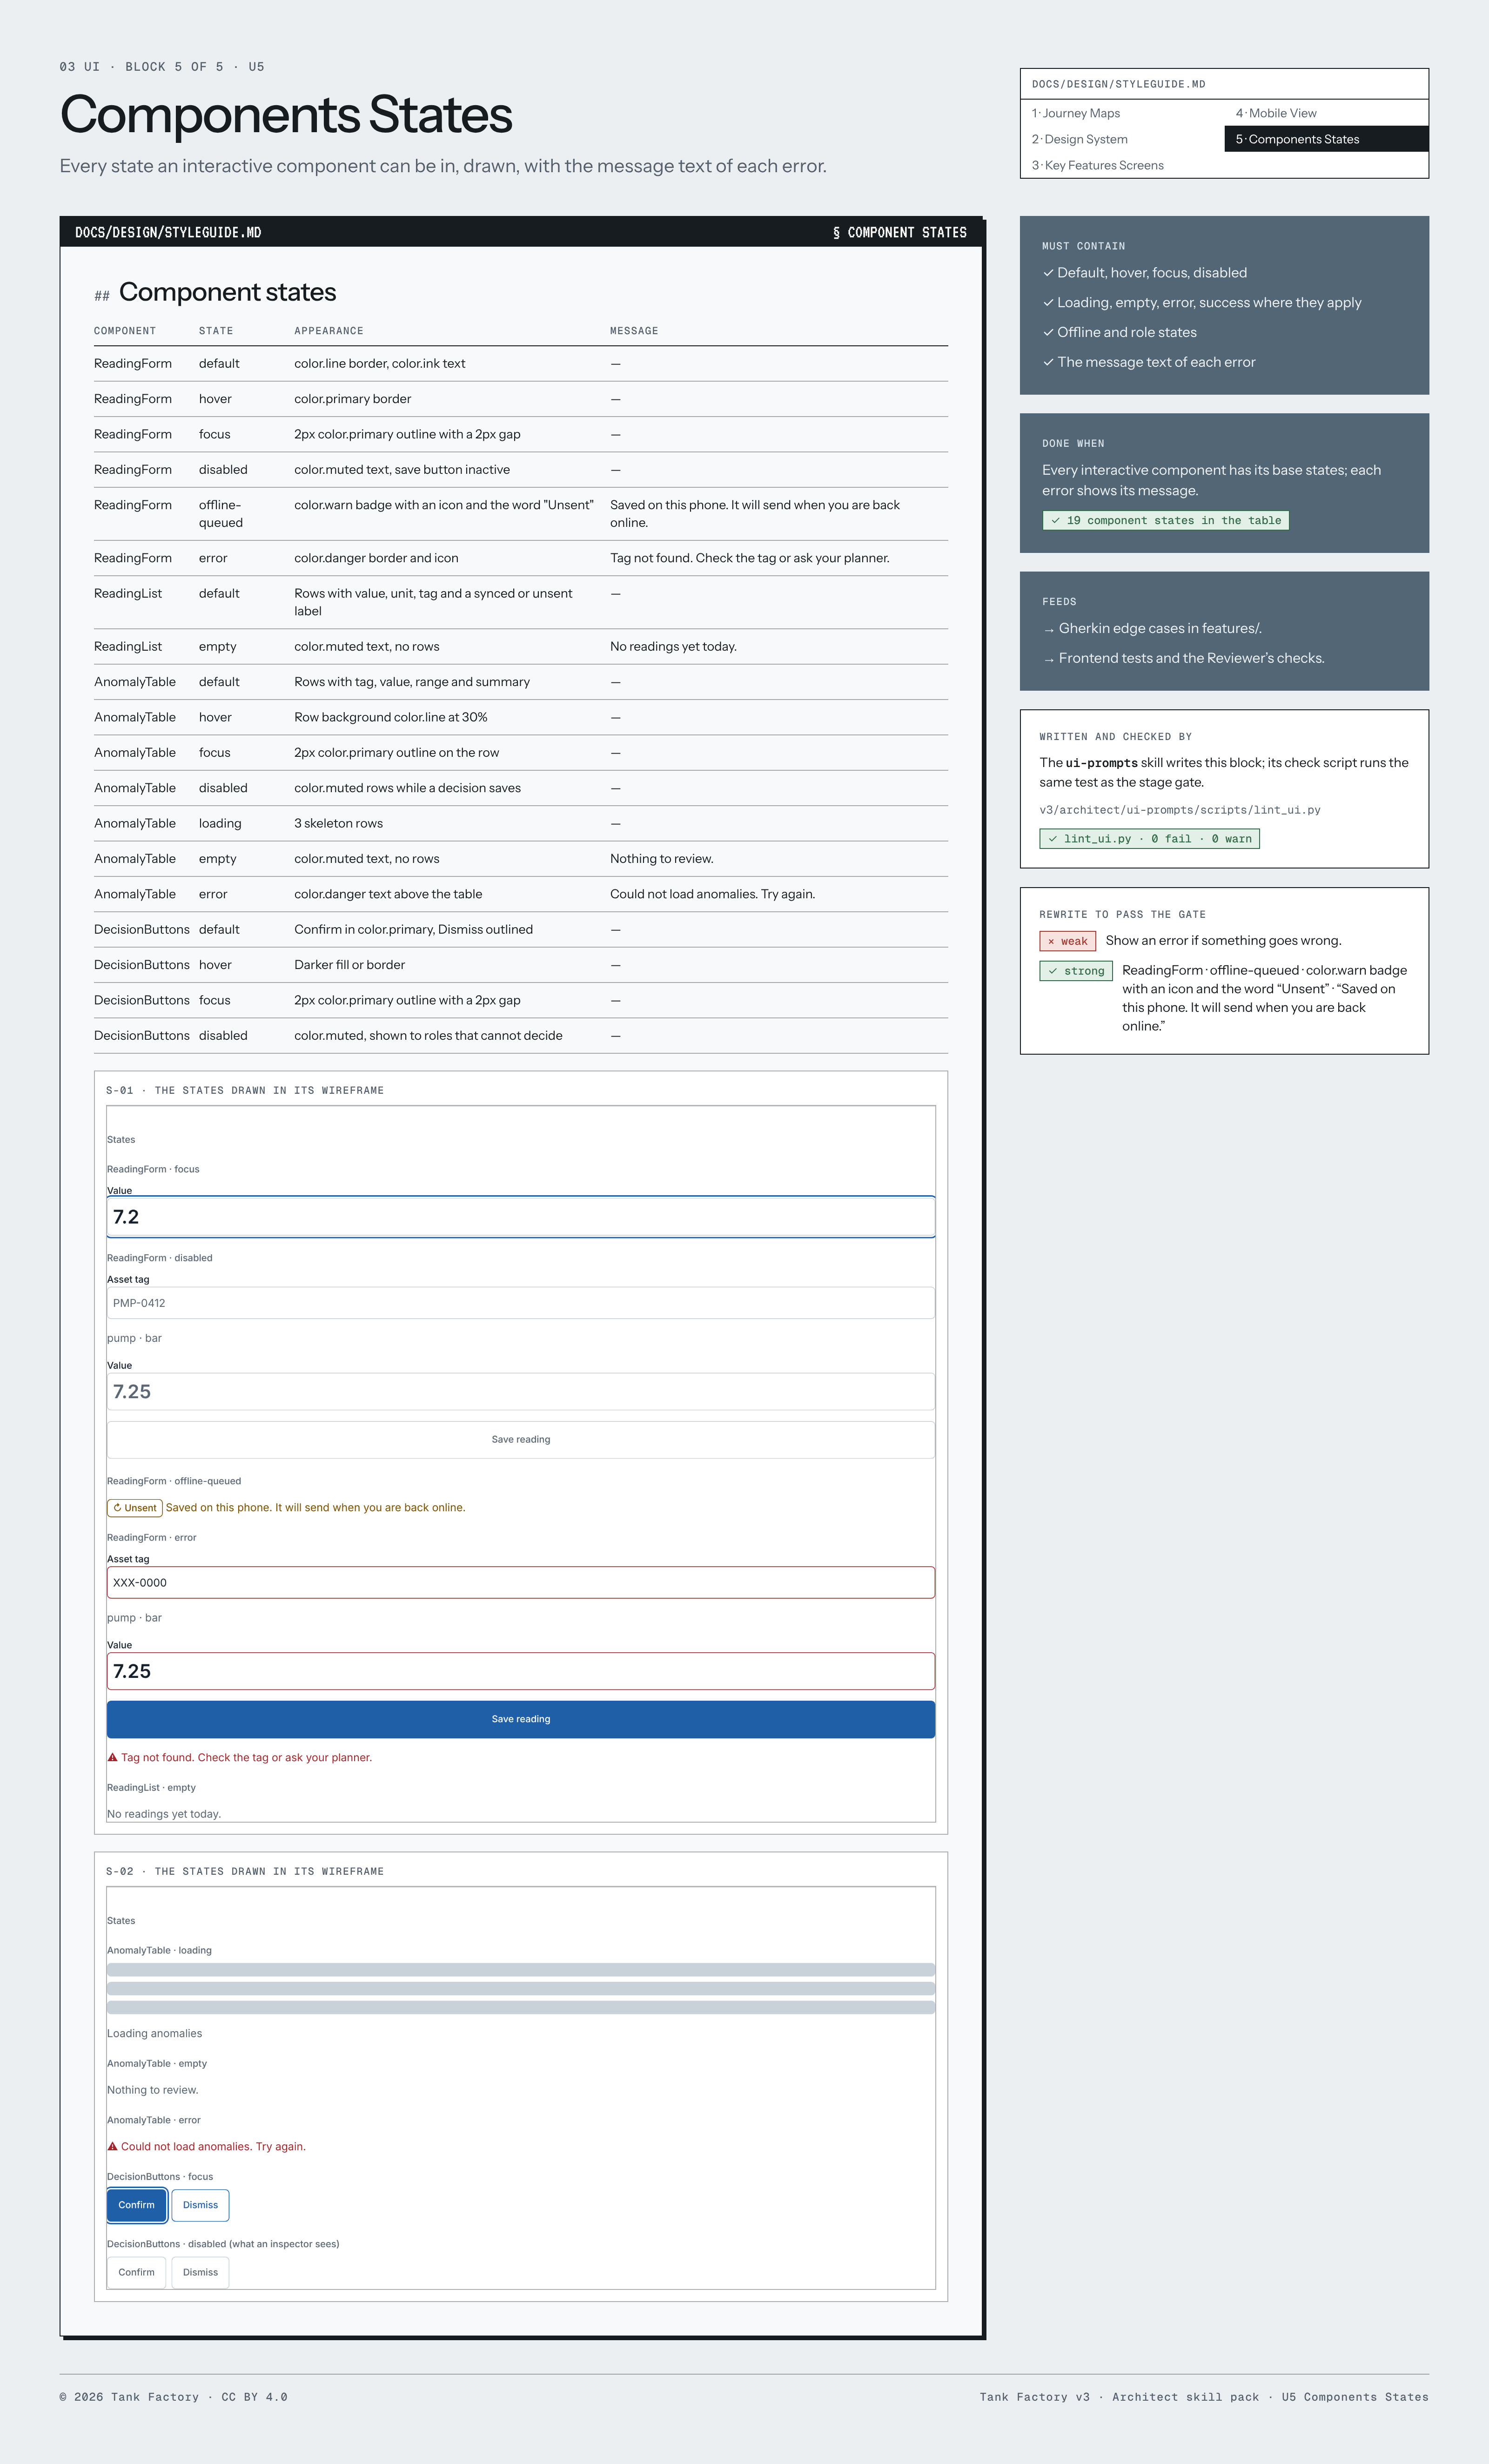 03 UI · BLOCK 5 OF 5 · U5
Components States
Every state an interactive component can be in, drawn, with the message text of each error.
DOCS/DESIGN/STYLEGUIDE.MD
1 · Journey Maps
2 · Design System
3 · Key Features Screens
4 · Mobile View
5 · Components States
DOCS/DESIGN/STYLEGUIDE.MD § COMPONENT STATES
## Component states
COMPONENT STATE APPEARANCE MESSAGE
ReadingForm default color.line border, color.ink text —
ReadingForm hover color.primary border —
ReadingForm focus 2px color.primary outline with a 2px gap —
ReadingForm disabled color.muted text, save button inactive —
ReadingForm offline-queued color.warn badge with an icon and the word "Unsent" Saved on this phone. It will send when you are back online.
ReadingForm error color.danger border and icon Tag not found. Check the tag or ask your planner.
ReadingList default Rows with value, unit, tag and a synced or unsent label —
ReadingList empty color.muted text, no rows No readings yet today.
AnomalyTable default Rows with tag, value, range and summary —
AnomalyTable hover Row background color.line at 30% —
AnomalyTable focus 2px color.primary outline on the row —
AnomalyTable disabled color.muted rows while a decision saves —
AnomalyTable loading 3 skeleton rows —
AnomalyTable empty color.muted text, no rows Nothing to review.
AnomalyTable error color.danger text above the table Could not load anomalies. Try again.
DecisionButtons default Confirm in color.primary, Dismiss outlined —
DecisionButtons hover Darker fill or border —
DecisionButtons focus 2px color.primary outline with a 2px gap —
DecisionButtons disabled color.muted, shown to roles that cannot decide —
S-01 · THE STATES DRAWN IN ITS WIREFRAME
States
ReadingForm · focus
Value
7.2
ReadingForm · disabled
Asset tag
PMP-0412
pump · bar
Value
7.25
Save reading
ReadingForm · offline-queued
↻ Unsent Saved on this phone. It will send when you are back online.
ReadingForm · error
Asset tag
XXX-0000
pump · bar
Value
7.25
Save reading
⚠ Tag not found. Check the tag or ask your planner.
ReadingList · empty
No readings yet today.
S-02 · THE STATES DRAWN IN ITS WIREFRAME
States
AnomalyTable · loading
Loading anomalies
AnomalyTable · empty
Nothing to review.
AnomalyTable · error
⚠ Could not load anomalies. Try again.
DecisionButtons · focus
Confirm Dismiss
DecisionButtons · disabled (what an inspector sees)
Confirm Dismiss
MUST CONTAIN
✓ Default, hover, focus, disabled
✓ Loading, empty, error, success where they apply
✓ Offline and role states
✓ The message text of each error
DONE WHEN
Every interactive component has its base states; each
error shows its message.
✓ 19 component states in the table
FEEDS
→ Gherkin edge cases in features/.
→ Frontend tests and the Reviewer’s checks.
WRITTEN AND CHECKED BY
The ui-prompts skill writes this block; its check script runs the
same test as the stage gate.
v3/architect/ui-prompts/scripts/lint_ui.py
✓ lint_ui.py · 0 fail · 0 warn
REWRITE TO PASS THE GATE
× weak Show an error if something goes wrong.
✓ strong ReadingForm · offline-queued · color.warn badge
with an icon and the word “Unsent” · “Saved on
this phone. It will send when you are back
online.”
© 2026 Tank Factory · CC BY 4.0
Tank Factory v3 · Architect skill pack · U5 Components States